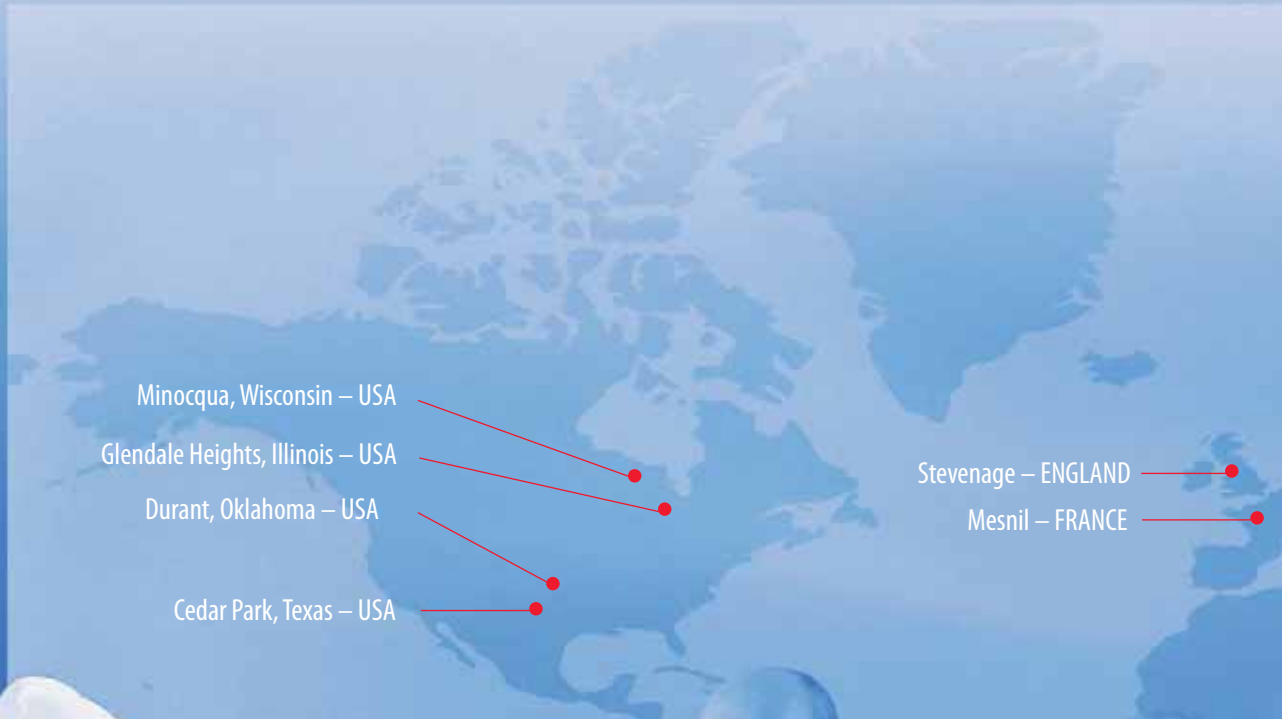 Minocqua, Wisconsin – USA
Glendale Heights, Illinois – USA
Durant, Oklahoma – USA
Cedar Park, Texas – USA
Stevenage – ENGLAND
Mesnil – FRANCE